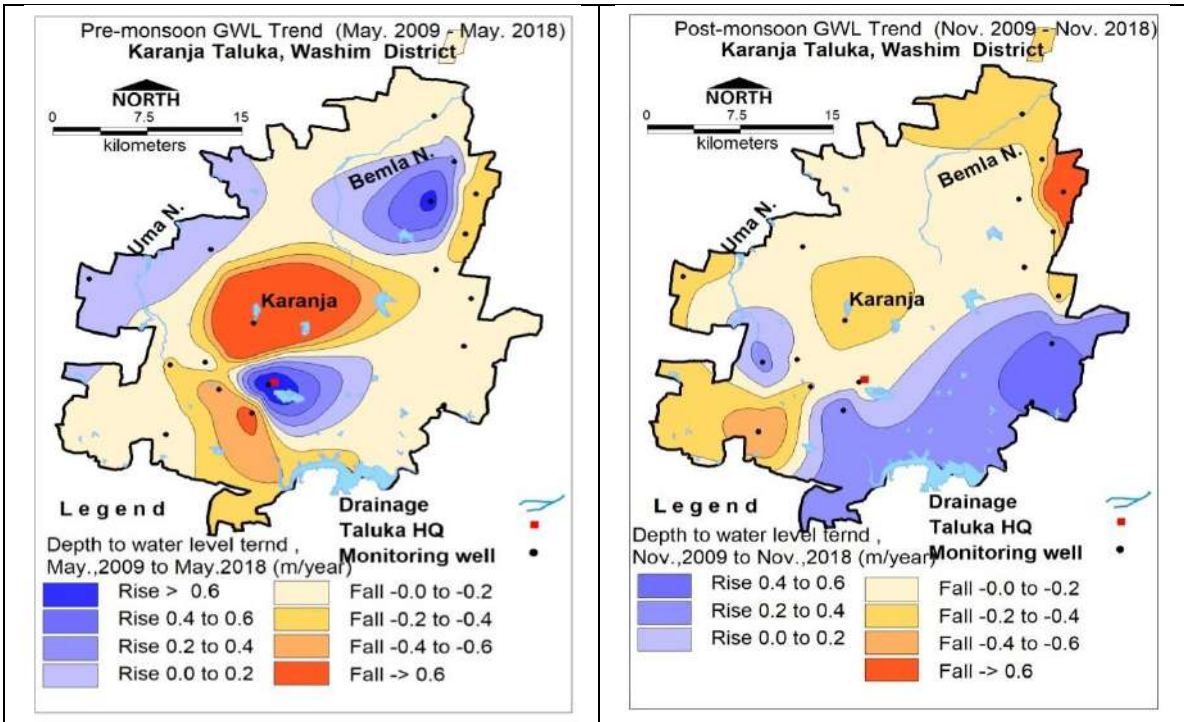 Pre-monsoon GWL Trend (May. 2009 - May. 2018)
Karanja Taluka, Washim District
NORTH
0 7.5 15
kilometers
Bemla N.
Uma N.
Karanja
Legend
Drainage
Taluka HQ
Monitoring well
Depth to water level ternd ,
May.,2009 to May.2018 (m/year)
Rise > 0.6
Rise 0.4 to 0.6
Rise 0.2 to 0.4
Rise 0.0 to 0.2
Fall -0.0 to -0.2
Fall -0.2 to -0.4
Fall -0.4 to -0.6
Fall -> 0.6
Post-monsoon GWL Trend (Nov. 2009 - Nov. 2018)
Karanja Taluka, Washim District
NORTH
0 7.5 15
kilometers
Bemla N.
Uma N.
Karanja
Legend
Drainage
Taluka HQ
Monitoring well
Depth to water level ternd ,
Nov.,2009 to Nov.,2018 (m/year)
Rise 0.4 to 0.6
Rise 0.2 to 0.4
Rise 0.0 to 0.2
Fall -0.0 to -0.2
Fall -0.2 to -0.4
Fall -0.4 to -0.6
Fall -> 0.6